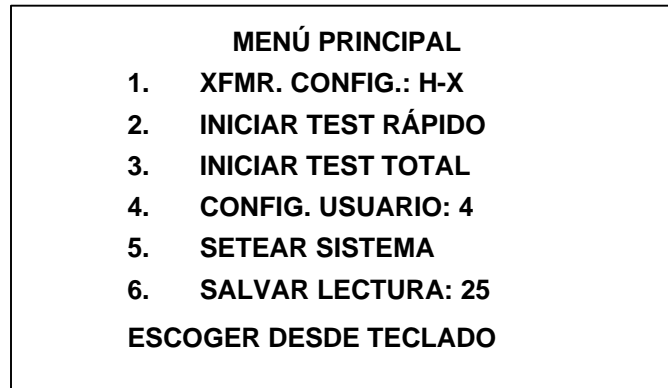 MENÚ PRINCIPAL
1. XFMR. CONFIG.: H-X
2. INICIAR TEST RÁPIDO
3. INICIAR TEST TOTAL
4. CONFIG. USUARIO: 4
5. SETEAR SISTEMA
6. SALVAR LECTURA: 25
ESCOGER DESDE TECLADO